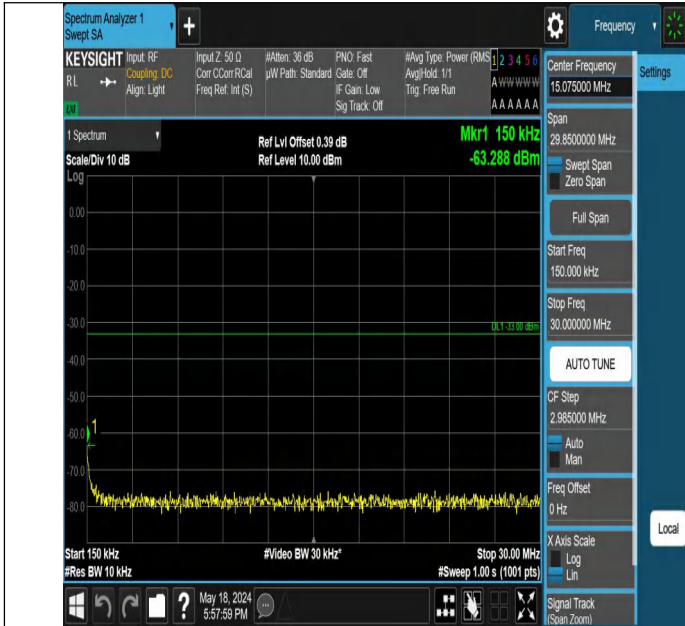 Spectrum Analyzer 1
Swept SA
+
Frequency
KEYSIGHT
RL
Input: RF
Coupling: DC
Align: Light
Input Z: 50 Ω
Corr CCorr RCal
Freq Ref: Int (S)
#Atten: 36 dB
µW Path: Standard
PNO: Fast
Gate: Off
IF Gain: Low
Sig Track: Off
#Avg Type: Power (RMS
Avg|Hold: 1/1
Trig: Free Run
1 2 3 4 5 6
A W W W W W
A A A A A A
1 Spectrum
Scale/Div 10 dB
Ref Lvl Offset 0.39 dB
Ref Level 10.00 dBm
Mkr1 150 kHz
-63.288 dBm
Log
0.00
-10.0
-20.0
-30.0
-40.0
-50.0
-60.0
-70.0
-80.0
DL1 -33.00 dBm
1
Start 150 kHz
#Res BW 10 kHz
#Video BW 30 kHz*
Stop 30.00 MHz
#Sweep 1.00 s (1001 pts)
?
May 18, 2024
5:57:59 PM
Center Frequency
15.075000 MHz
Settings
Span
29.8500000 MHz
Swept Span
Zero Span
Full Span
Start Freq
150.000 kHz
Stop Freq
30.000000 MHz
AUTO TUNE
CF Step
2.985000 MHz
Auto
Man
Freq Offset
0 Hz
X Axis Scale
Log
Lin
Local
Signal Track
(Span Zoom)